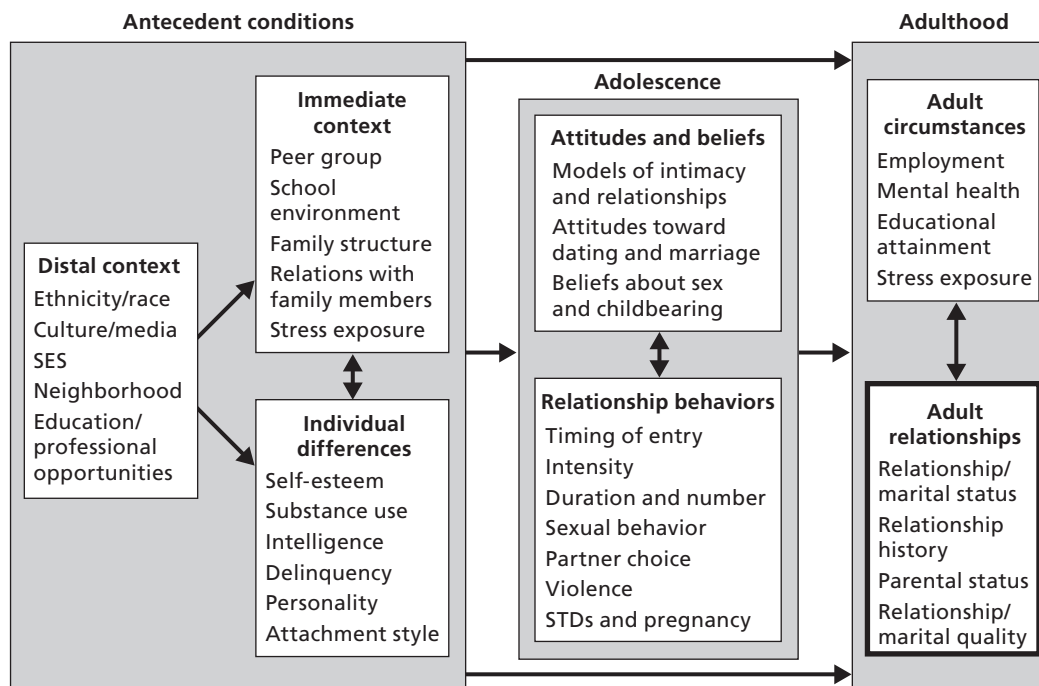 Antecedent conditions
Distal context
Ethnicity/race
Culture/media
SES
Neighborhood
Education/
professional
opportunities
Immediate
context
Peer group
School
environment
Family structure
Relations with
family members
Stress exposure
Individual
differences
Self-esteem
Substance use
Intelligence
Delinquency
Personality
Attachment style
Adolescence
Attitudes and beliefs
Models of intimacy
and relationships
Attitudes toward
dating and marriage
Beliefs about sex
and childbearing
Relationship behaviors
Timing of entry
Intensity
Duration and number
Sexual behavior
Partner choice
Violence
STDs and pregnancy
Adulthood
Adult
circumstances
Employment
Mental health
Educational
attainment
Stress exposure
Adult
relationships
Relationship/
marital status
Relationship
history
Parental status
Relationship/
marital quality